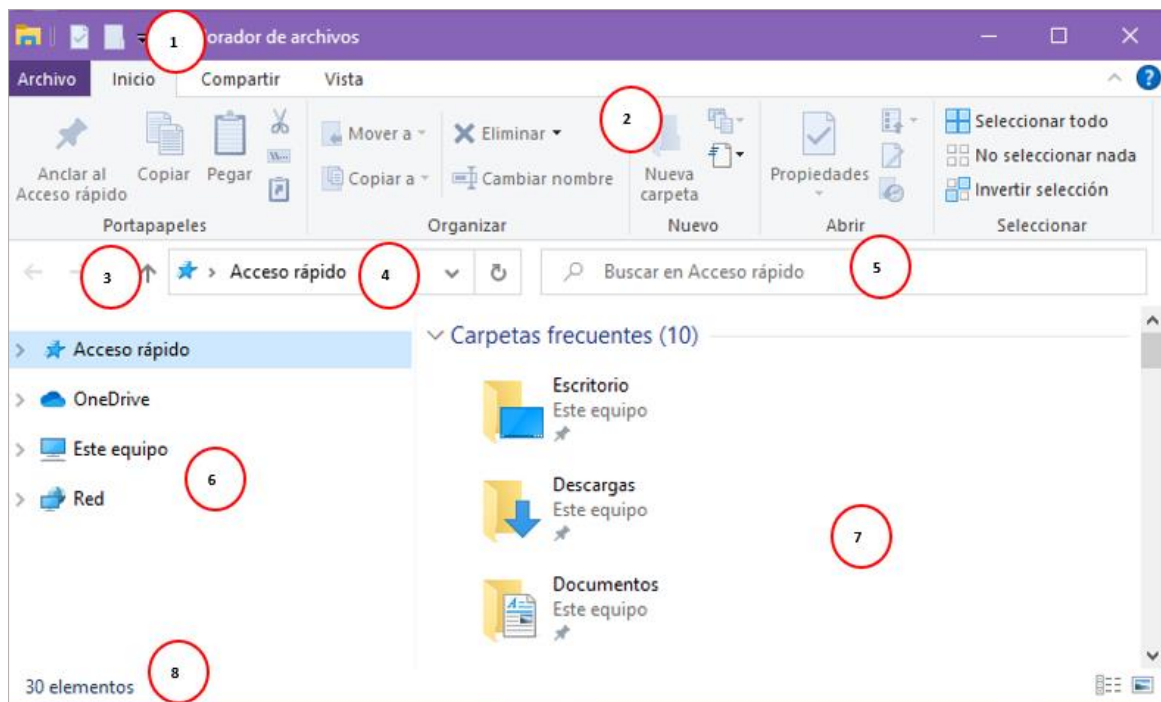 1
orador de archivos
Archivo Inicio Compartir Vista
2
Anclar al
Acceso rápido
Copiar
Pegar
Portapapeles
Mover a
Copiar a
Eliminar
Cambiar nombre
Organizar
Nueva
carpeta
Nuevo
Propiedades
Abrir
Seleccionar todo
No seleccionar nada
Invertir selección
Seleccionar
3
Acceso rápido
4
Buscar en Acceso rápido
5
Acceso rápido
OneDrive
Este equipo
Red
6
Carpetas frecuentes (10)
Escritorio
Este equipo
Descargas
Este equipo
Documentos
Este equipo
7
30 elementos
8